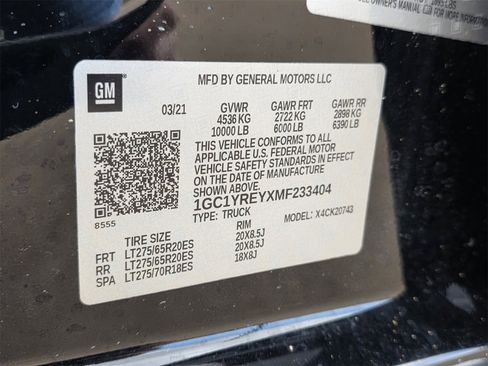 LL OWNER'S MANUAL
GM
MFD BY GENERAL MOTORS LLC
03/21 GVWR GAWR FRT GAWR RR
4536 KG 2722 KG 2898 KG
10000 LB 6000 LB 6390 LB
THIS VEHICLE CONFORMS TO ALL
APPLICABLE U.S. FEDERAL MOTOR
VEHICLE SAFETY STANDARDS IN EFFECT
ON THE DATE OF MANUFACTURE
SHOWN ABOVE.
8555 1GC1YREYXMF233404
TYPE: TRUCK MODEL: X4CK20743
TIRE SIZE RIM
FRT LT275/65R20ES 20X8.5J
RR LT275/65R20ES 20X8.5J
SPA LT275/70R18ES 18X8J